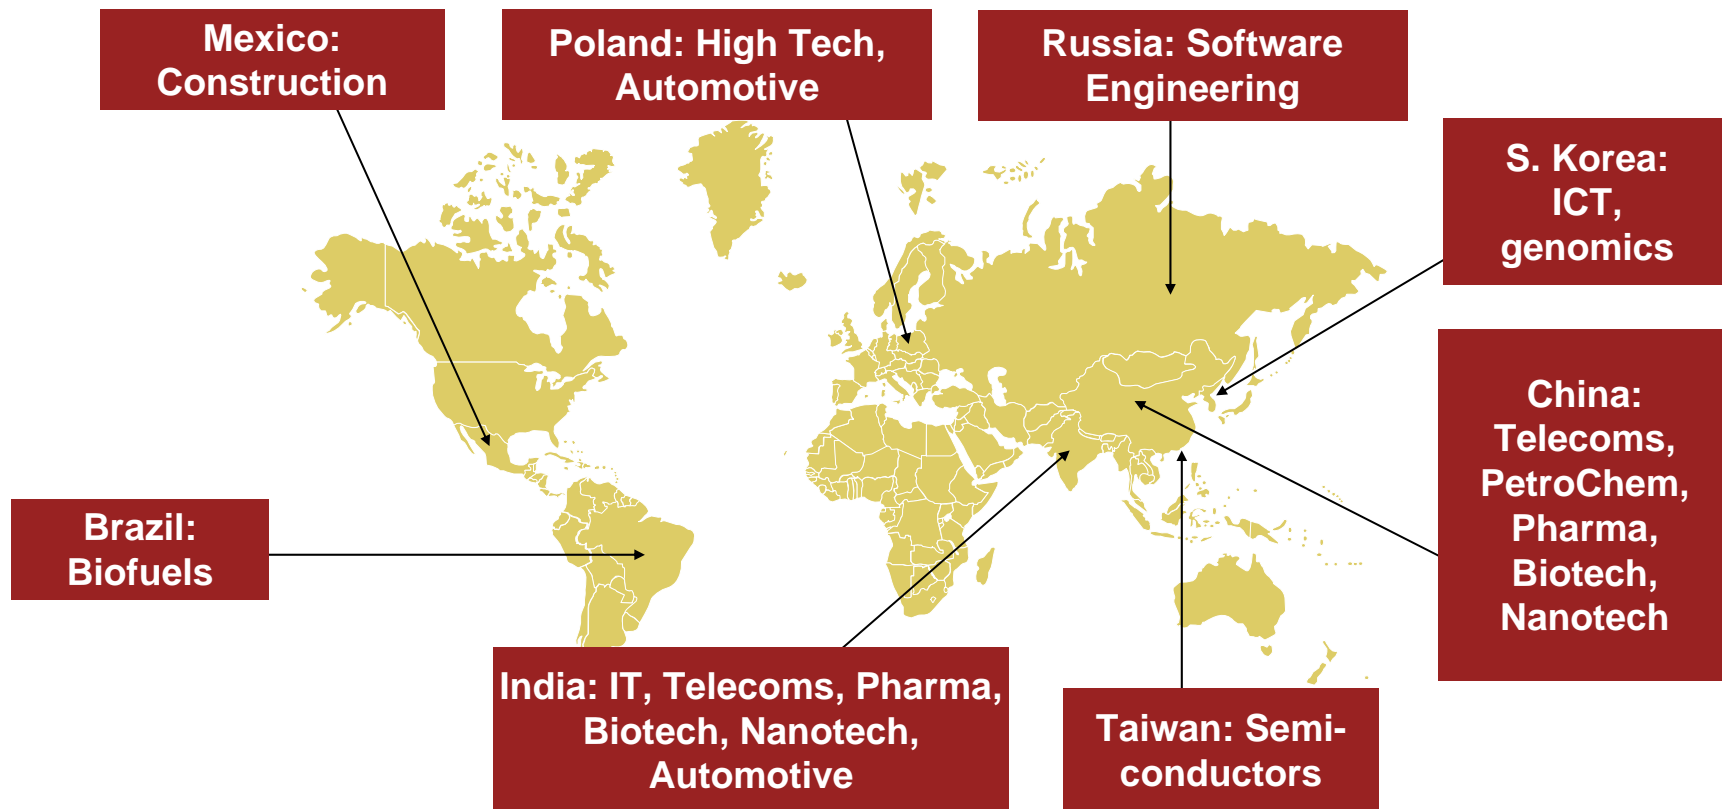 Mexico:
Construction
Poland: High Tech,
Automotive
Russia: Software
Engineering
S. Korea:
ICT,
genomics
China:
Telecoms,
PetroChem,
Pharma,
Biotech,
Nanotech
Brazil:
Biofuels
India: IT, Telecoms, Pharma,
Biotech, Nanotech,
Automotive
Taiwan: Semi-
conductors